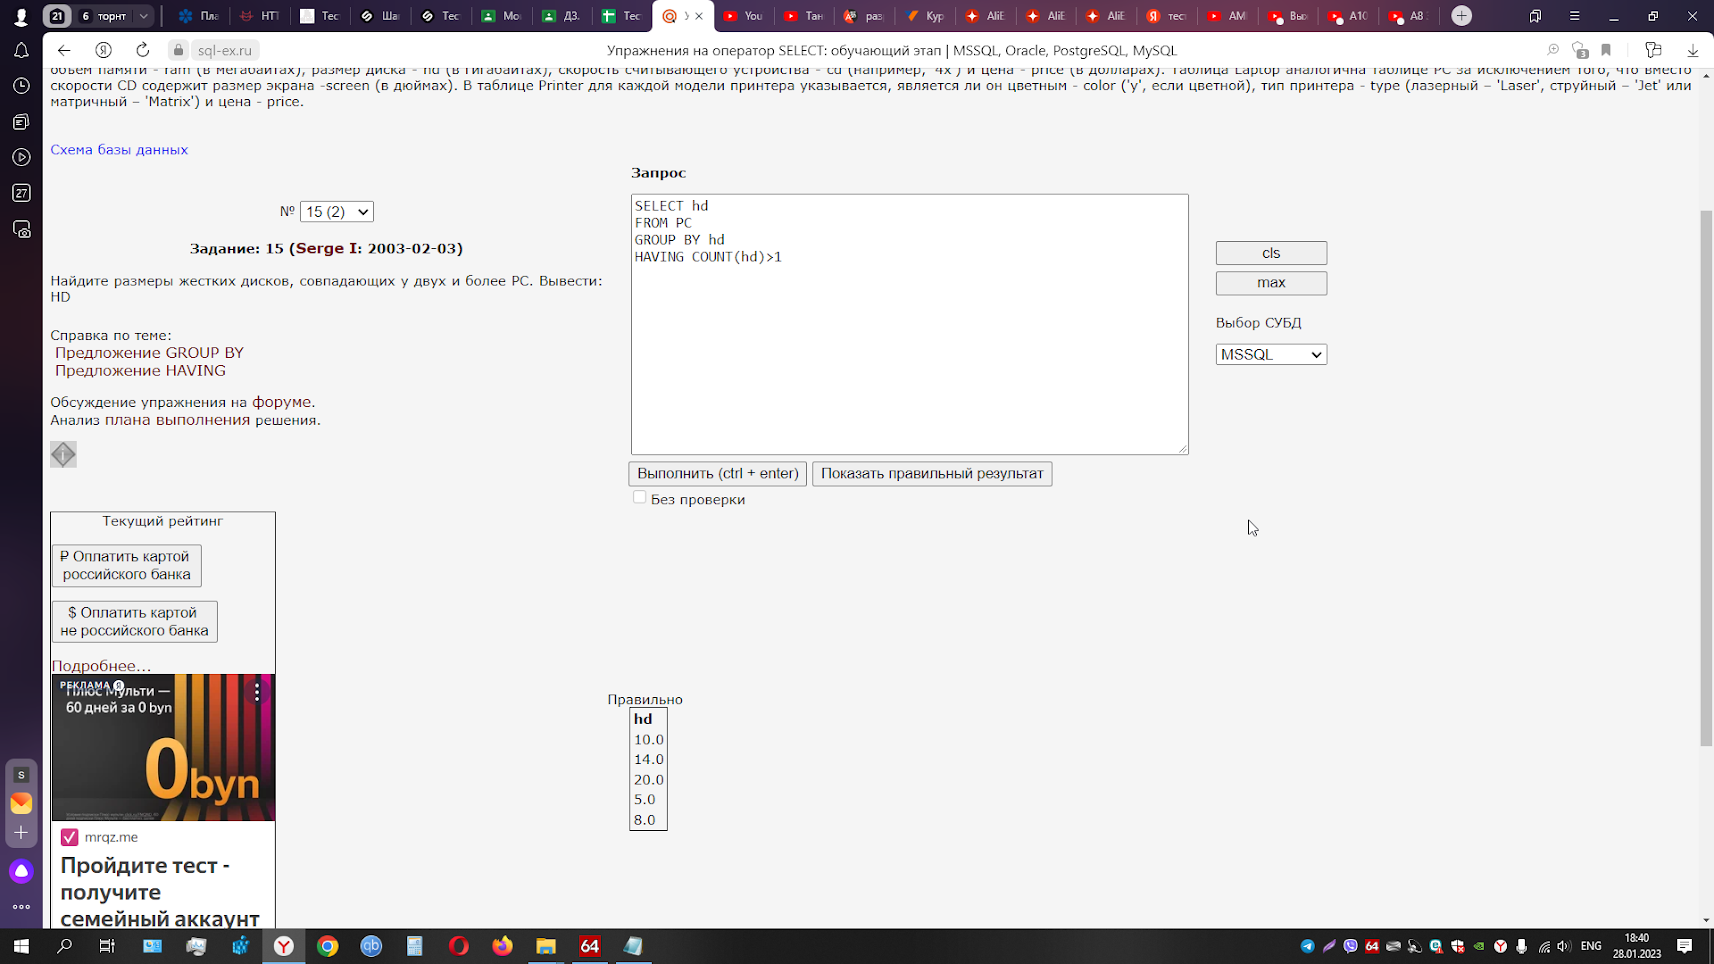 21
6
торнт
Пла
НТІ
Тес
Ша
Тес
Мо
ДЗ.
Тес
You
Тан
раз
Кур
AliE
AliE
AliE
тест
AM
Вы
A10
A8
sql-ex.ru
Упражнения на оператор SELECT: обучающий этап | MSSQL, Oracle, PostgreSQL, MySQL
3
объем памяти - ram (в мегабайтах), размер диска - hd (в гигабайтах), скорость считывающего устройства - cd (например, '4x') и цена - price (в долларах). Таблица Laptop аналогична таблице PC за исключением того, что вместо
скорости CD содержит размер экрана -screen (в дюймах). В таблице Printer для каждой модели принтера указывается, является ли он цветным - color ('y', если цветной), тип принтера - type (лазерный – 'Laser', струйный – 'Jet' или
матричный – 'Matrix') и цена - price.
Схема базы данных
№ 15 (2)
Задание: 15 (Serge I: 2003-02-03)
Найдите размеры жестких дисков, совпадающих у двух и более PC. Вывести:
HD
Справка по теме:
Предложение GROUP BY
Предложение HAVING
Обсуждение упражнения на форуме.
Анализ плана выполнения решения.
Запрос
SELECT hd
FROM PC
GROUP BY hd
HAVING COUNT(hd)>1
cls
max
Выбор СУБД
MSSQL
Выполнить (ctrl + enter)
Показать правильный результат
Без проверки
Текущий рейтинг
₽ Оплатить картой
российского банка
$ Оплатить картой
не российского банка
Подробнее...
РЕКЛАМА
Плюс Мульти —
60 дней за 0 byn
0 byn
mrqz.me
Пройдите тест -
получите
семейный аккаунт
Правильно
hd
10.0
14.0
20.0
5.0
8.0
27
S
64
64
ENG
18:40
28.01.2023